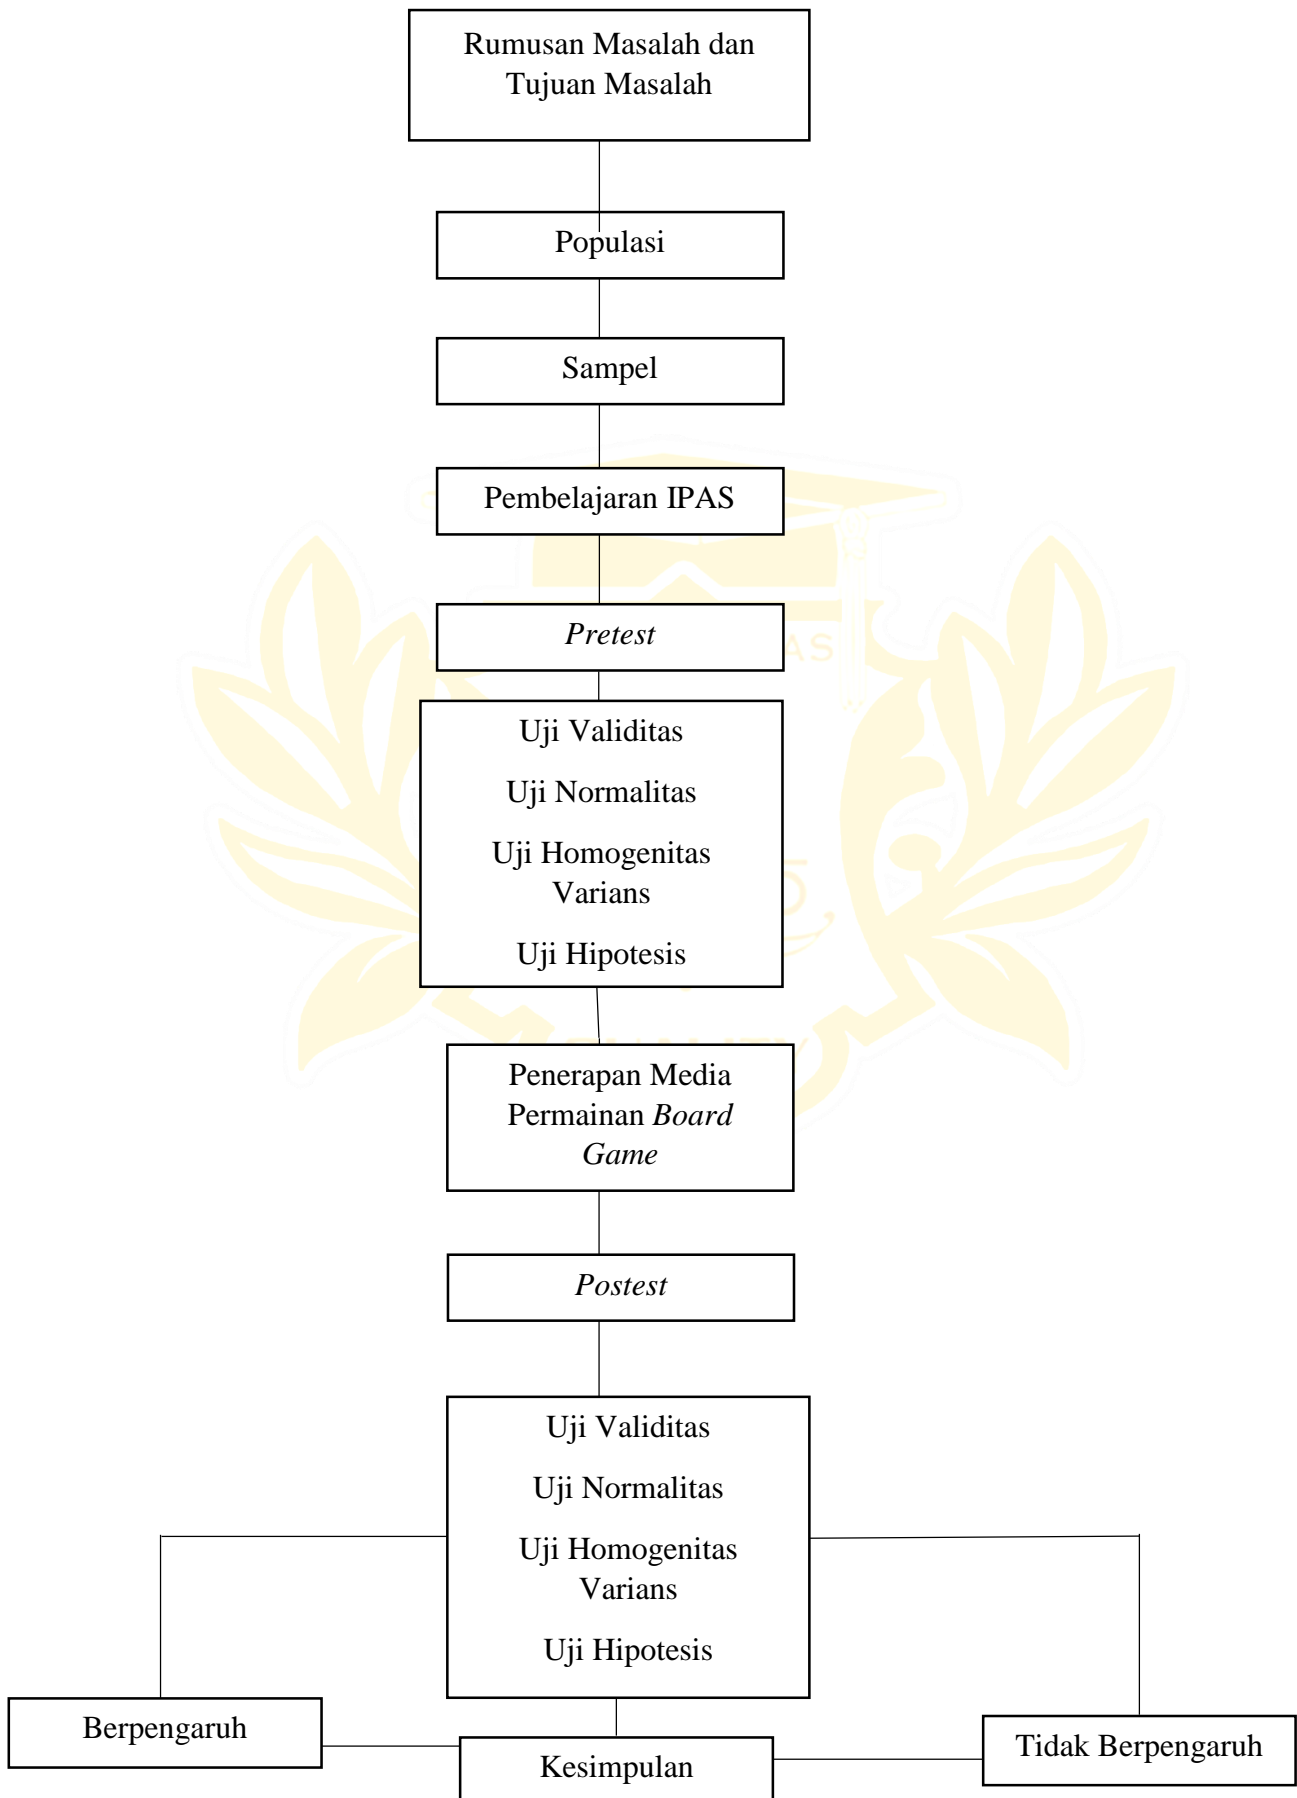 Rumusan Masalah dan
Tujuan Masalah
Populasi
Sampel
Pembelajaran IPAS
Pretest
AS
Uji Validitas
Uji Normalitas
Uji Homogenitas
Varians
Uji Hipotesis
Penerapan Media
Permainan Board
Game
Postest
Uji Validitas
Uji Normalitas
Uji Homogenitas
Varians
Uji Hipotesis
Berpengaruh
Tidak Berpengaruh
Kesimpulan